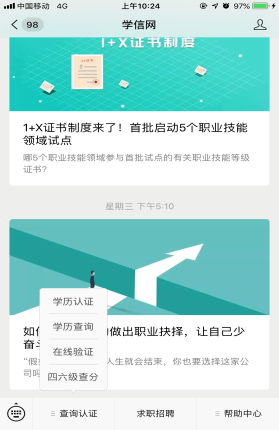 中国移动 4G 上午10:24 97%
98 学信网
1+X证书制度
1+X证书制度来了！首批启动5个职业技能
领域试点
哪5个职业技能领域参与首批试点的有关职业技能等级
证书？
星期三 下午5:10
如
的做出职业抉择，让自己少
奋
人生就会结束，你也要选择这家公
司吗
学历认证
学历查询
在线验证
四六级查分
查询认证 求职招聘 帮助中心